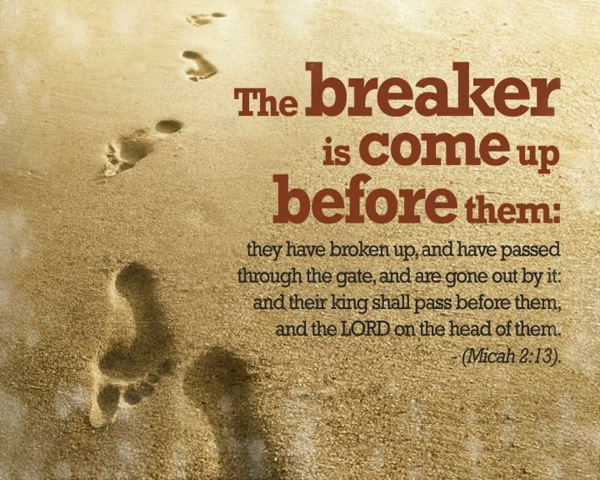 The breaker
is come up
before them:
they have broken up, and have passed
through the gate, and are gone out by it:
and their king shall pass before them,
and the LORD on the head of them.
- (Micah 2:13).